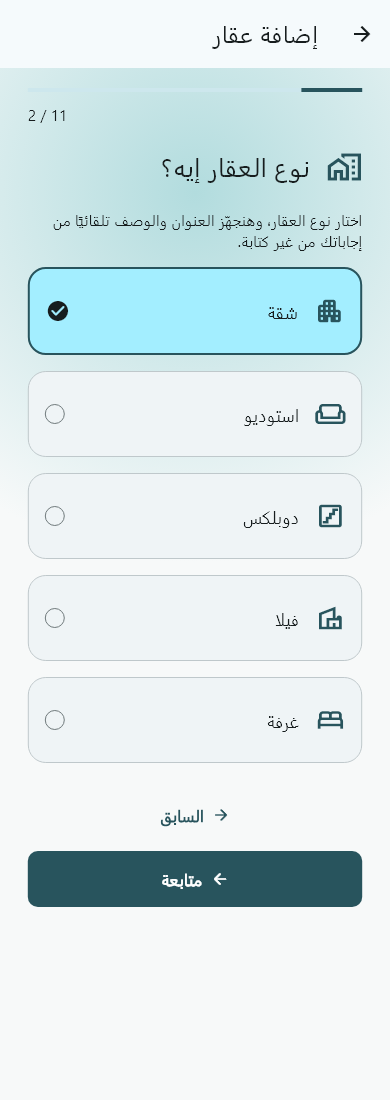 إضافة عقار
2 / 11
نوع العقار إيه؟
اختار نوع العقار، وهنجهّز العنوان والوصف تلقائيًا من
إجاباتك من غير كتابة.
شقة
استوديو
دوبلكس
فيلا
غرفة
السابق
متابعة